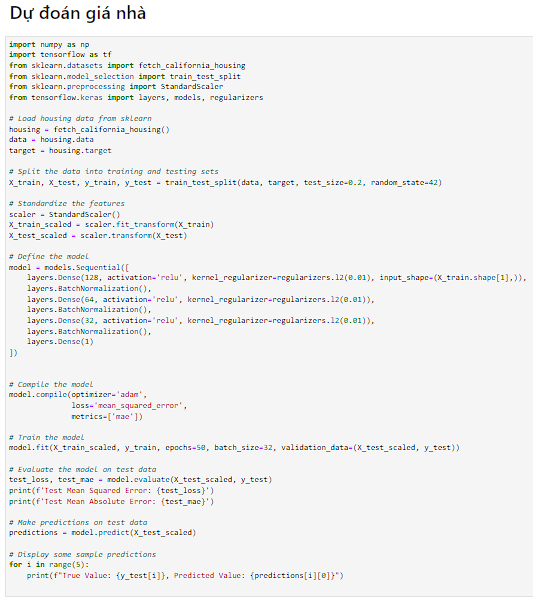 Dự đoán giá nhà
import numpy as np
import tensorflow as tf
from sklearn.datasets import fetch_california_housing
from sklearn.model_selection import train_test_split
from sklearn.preprocessing import StandardScaler
from tensorflow.keras import layers, models, regularizers
# Load housing data from sklearn
housing = fetch_california_housing()
data = housing.data
target = housing.target
# Split the data into training and testing sets
X_train, X_test, y_train, y_test = train_test_split(data, target, test_size=0.2, random_state=42)
# Standardize the features
scaler = StandardScaler()
X_train_scaled = scaler.fit_transform(X_train)
X_test_scaled = scaler.transform(X_test)
# Define the model
model = models.Sequential([
    layers.Dense(128, activation='relu', kernel_regularizer=regularizers.l2(0.01), input_shape=(X_train.shape[1],)),
    layers.BatchNormalization(),
    layers.Dense(64, activation='relu', kernel_regularizer=regularizers.l2(0.01)),
    layers.BatchNormalization(),
    layers.Dense(32, activation='relu', kernel_regularizer=regularizers.l2(0.01)),
    layers.BatchNormalization(),
    layers.Dense(1)
])
# Compile the model
model.compile(optimizer='adam',
              loss='mean_squared_error',
              metrics=['mae'])
# Train the model
model.fit(X_train_scaled, y_train, epochs=50, batch_size=32, validation_data=(X_test_scaled, y_test))
# Evaluate the model on test data
test_loss, test_mae = model.evaluate(X_test_scaled, y_test)
print(f'Test Mean Squared Error: {test_loss}')
print(f'Test Mean Absolute Error: {test_mae}')
# Make predictions on test data
predictions = model.predict(X_test_scaled)
# Display some sample predictions
for i in range(5):
    print(f"True Value: {y_test[i]}, Predicted Value: {predictions[i][0]}")